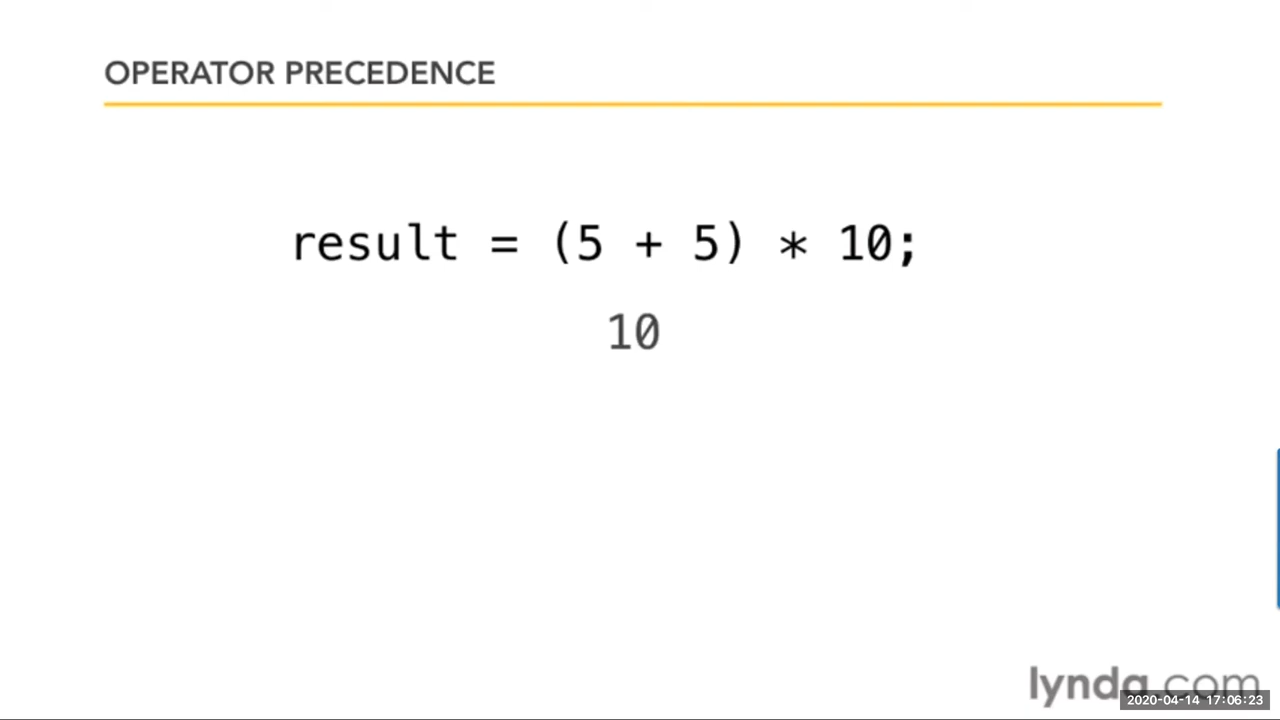 OPERATOR PRECEDENCE
result = (5 + 5) * 10;
10
lynda.com
2020-04-14 17:06:23